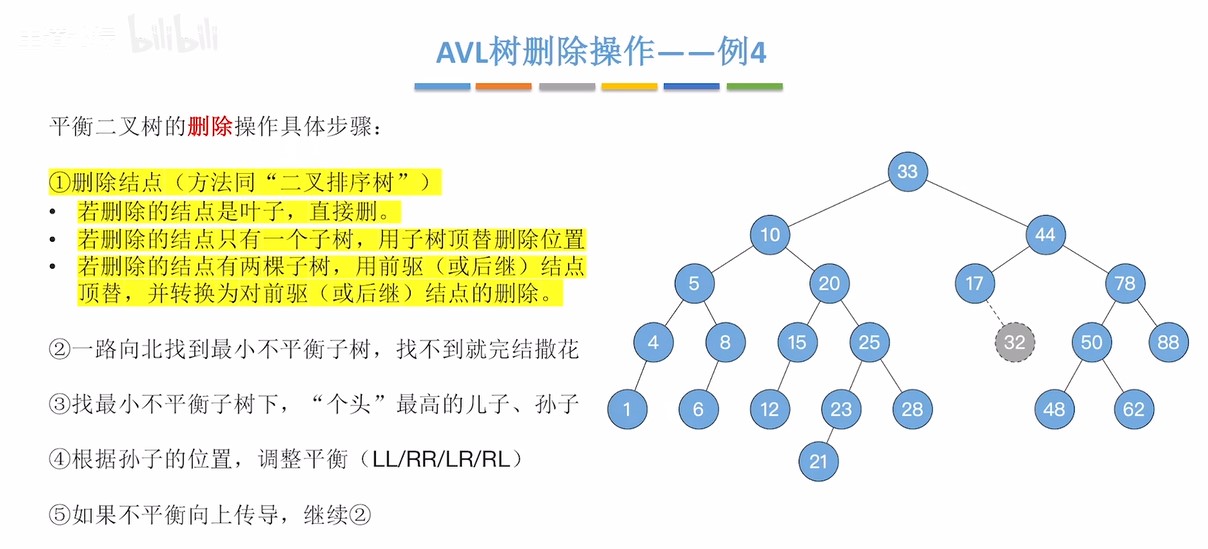 bilibili
AVL树删除操作——例4
平衡二叉树的删除操作具体步骤：
①删除结点（方法同“二叉排序树”）
• 若删除的结点是叶子，直接删。
• 若删除的结点只有一个子树，用子树顶替删除位置
• 若删除的结点有两棵子树，用前驱（或后继）结点
顶替，并转换为对前驱（或后继）结点的删除。
②一路向北找到最小不平衡子树，找不到就完结撒花
③找最小不平衡子树下，“个头”最高的儿子、孙子
④根据孙子的位置，调整平衡（LL/RR/LR/RL）
⑤如果不平衡向上传导，继续②
33
10 44
5 20 17 78
4 8 15 25 32 50 88
1 6 12 23 28 48 62
21